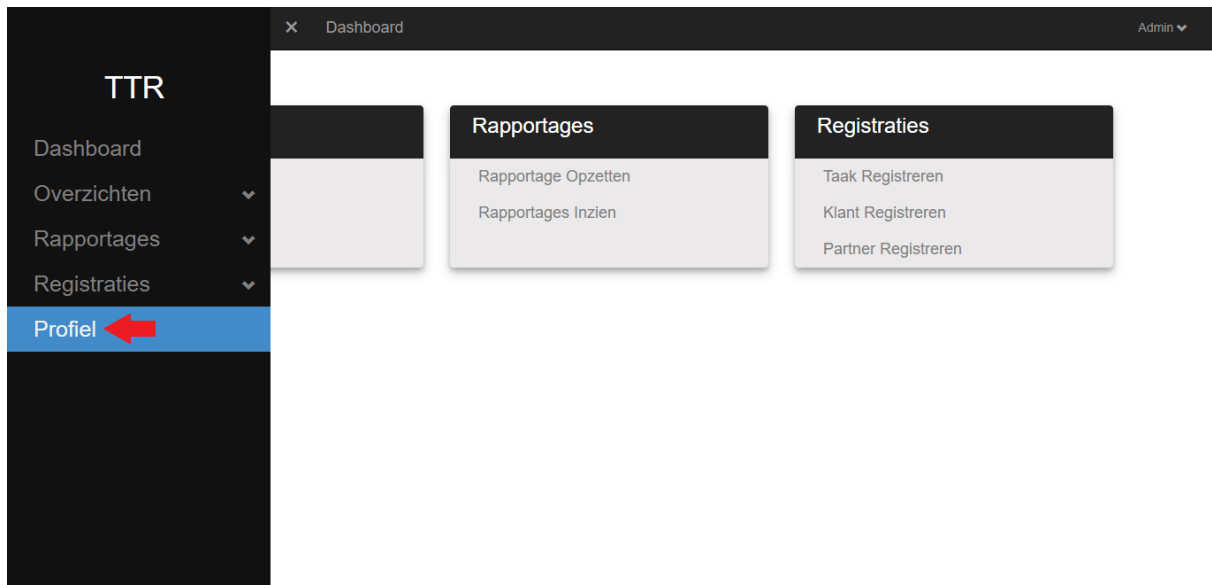 Dashboard
Admin
TTR
Dashboard
Overzichten
Rapportages
Registraties
Profiel
Rapportages
Rapportage Opzetten
Rapportages Inzien
Registraties
Taak Registreren
Klant Registreren
Partner Registreren